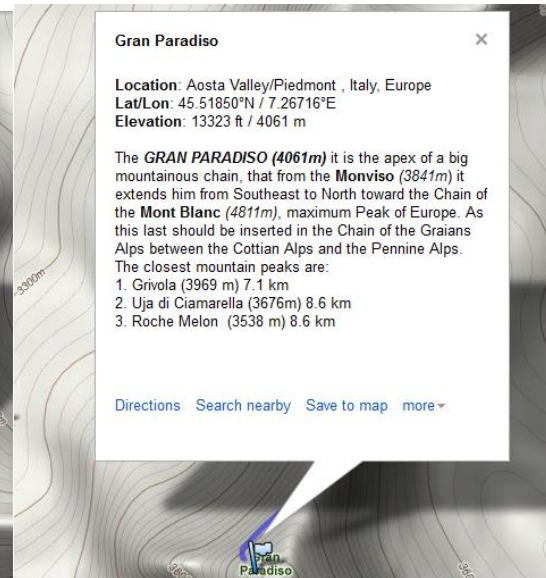 Gran Paradiso ×
Location: Aosta Valley/Piedmont , Italy, Europe
Lat/Lon: 45.51850°N / 7.26716°E
Elevation: 13323 ft / 4061 m
The GRAN PARADISO (4061m) it is the apex of a big
mountainous chain, that from the Monviso (3841m) it
extends him from Southeast to North toward the Chain of
the Mont Blanc (4811m), maximum Peak of Europe. As
this last should be inserted in the Chain of the Graians
Alps between the Cottian Alps and the Pennine Alps.
The closest mountain peaks are:
1. Grivola (3969 m) 7.1 km
2. Uja di Ciamarella (3676m) 8.6 km
3. Roche Melon (3538 m) 8.6 km
3300m
Directions Search nearby Save to map more
Gran
Paradiso